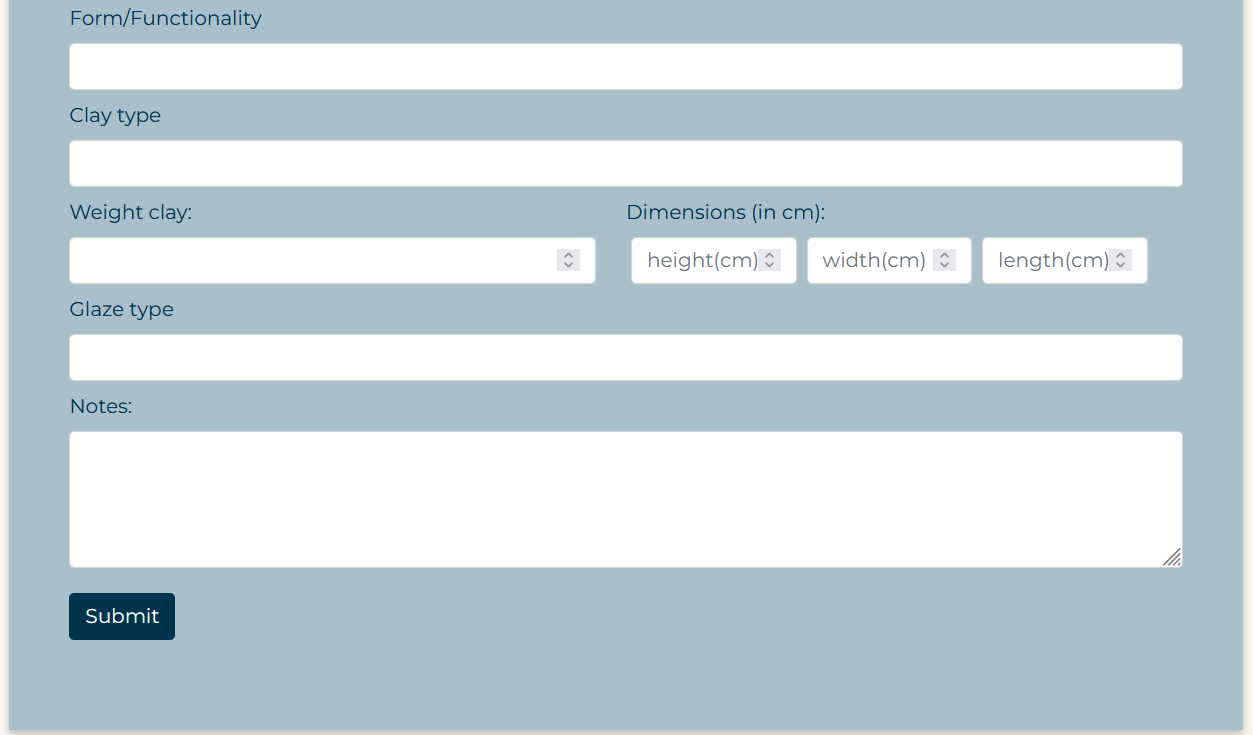 Form/Functionality
Clay type
Weight clay:
Dimensions (in cm):
height(cm)
width(cm)
length(cm)
Glaze type
Notes:
Submit